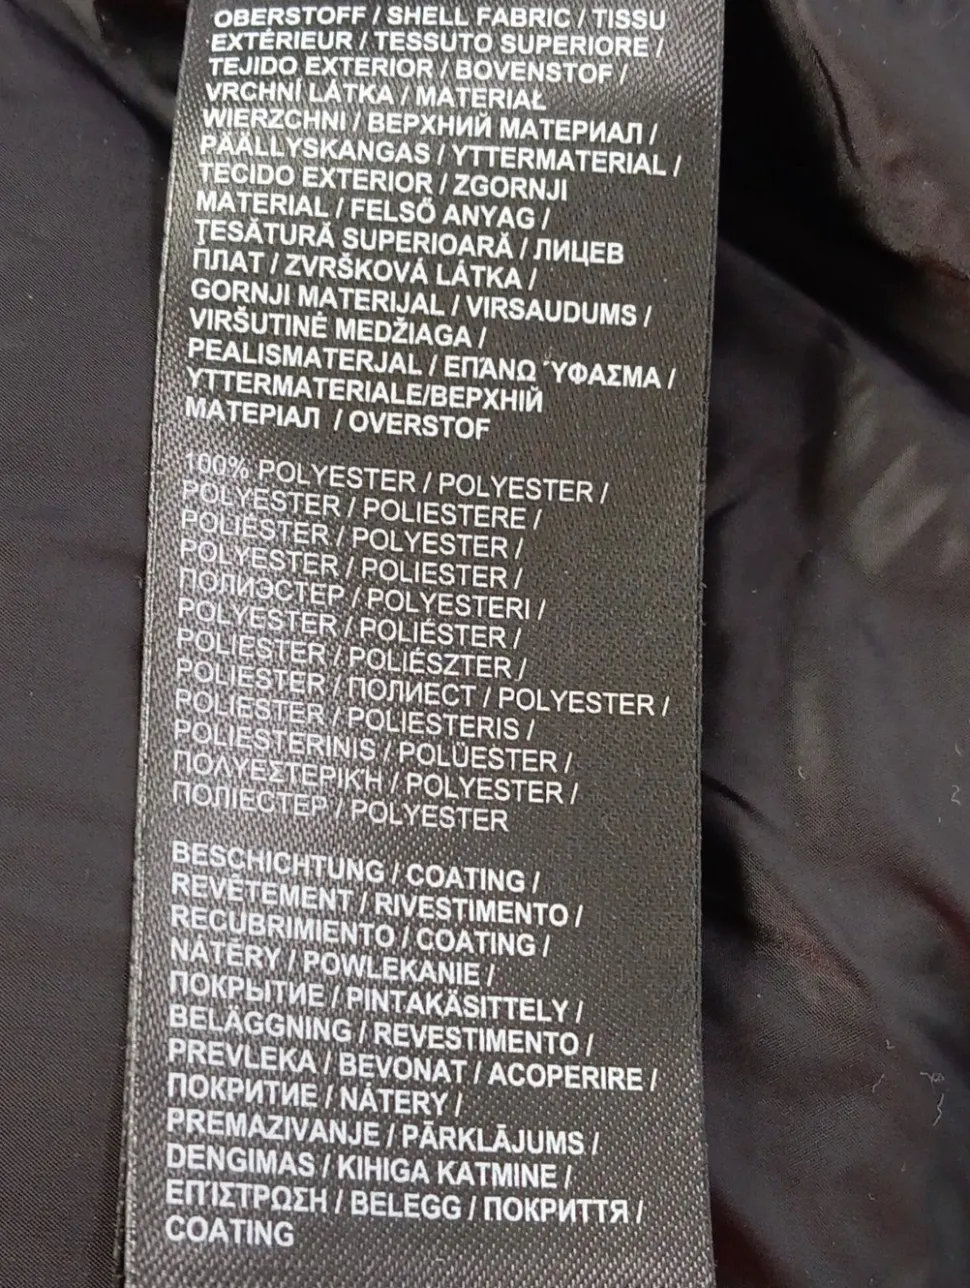 OBERSTOFF / SHELL FABRIC / TISSU
EXTÉRIEUR / TESSUTO SUPERIORE /
TEJIDO EXTERIOR / BOVENSTOF /
VRCHNÍ LÁTKA / MATERIAŁ
WIERZCHNI / ВЕРХНИЙ МАТЕРИАЛ /
PÄÄLLYSKANGAS / YTTERMATERIAL /
TECIDO EXTERIOR / ZGORNJI
MATERIAL / FELSŐ ANYAG /
ŢESĂTURĂ SUPERIOARĂ / ЛИЦЕВ
ПЛАТ / ZVRŠKOVÁ LÁTKA /
GORNJI MATERIJAL / VIRSAUDUMS /
VIRŠUTINĖ MEDŽIAGA /
PEALISMATERJAL / ΕΠΆΝΩ ΎΦΑΣΜΑ /
YTTERMATERIALE/ВЕРХНІЙ
МАТЕРІАЛ / OVERSTOF
100% POLYESTER / POLYESTER /
POLYESTER / POLIESTERE /
POLIÉSTER / POLYESTER /
POLYESTER / POLIESTER /
ПОЛИЭСТЕР / POLYESTERI /
POLYESTER / POLIÉSTER /
POLIESTER / POLIÉSZTER /
POLIESTER / ПОЛИЕСТ / POLYESTER /
POLIESTER / POLIESTERIS /
POLIESTERINIS / POLÜESTER /
ΠΟΛΥΕΣΤΕΡΙΚΉ / POLYESTER /
ПОЛІЕСТЕР / POLYESTER
BESCHICHTUNG / COATING /
REVÊTEMENT / RIVESTIMENTO /
RECUBRIMIENTO / COATING /
NÁTĚRY / POWLEKANIE /
ПОКРЫТИЕ / PINTAKÄSITTELY /
BELÄGGNING / REVESTIMENTO /
PREVLEKA / BEVONAT / ACOPERIRE /
ПОКРИТИЕ / NÁTERY /
PREMAZIVANJE / PĀRKLĀJUMS /
DENGIMAS / KIHIGA KATMINE /
ΕΠΊΣΤΡΩΣΗ / BELEGG / ПОКРИТТЯ /
COATING